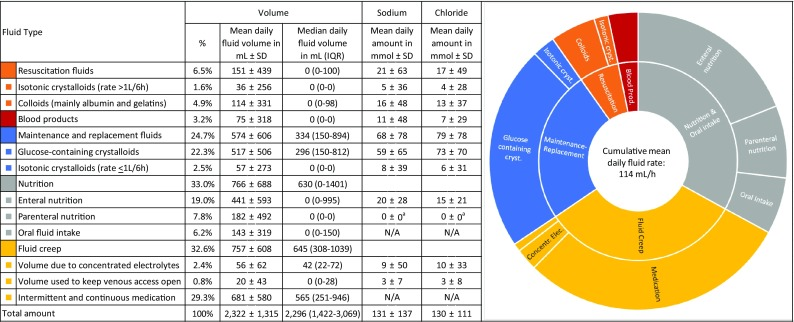 Fluid Type Volume Sodium Chloride
% Mean daily fluid volume in mL ± SD Median daily fluid volume in mL (IQR) Mean daily amount in mmol ± SD Mean daily amount in mmol ± SD
Resuscitation fluids 6.5% 151 ± 439 0 (0-100) 21 ± 63 17 ± 49
Isotonic crystalloids (rate >1L/6h) 1.6% 36 ± 256 0 (0-0) 5 ± 36 4 ± 28
Colloids (mainly albumin and gelatins) 4.9% 114 ± 331 0 (0-98) 16 ± 48 13 ± 37
Blood products 3.2% 75 ± 318 0 (0-0) 11 ± 48 7 ± 29
Maintenance and replacement fluids 24.7% 574 ± 606 334 (150-894) 68 ± 78 79 ± 78
Glucose-containing crystalloids 22.3% 517 ± 506 296 (150-812) 59 ± 65 73 ± 70
Isotonic crystalloids (rate ≤1L/6h) 2.5% 57 ± 273 0 (0-0) 8 ± 39 6 ± 31
Nutrition 33.0% 766 ± 688 630 (0-1401)
Enteral nutrition 19.0% 441 ± 593 0 (0-995) 20 ± 28 15 ± 21
Parenteral nutrition 7.8% 182 ± 492 0 (0-0) 0 ± 0ª 0 ± 0ª
Oral fluid intake 6.2% 143 ± 319 0 (0-150) N/A N/A
Fluid creep 32.6% 757 ± 608 645 (308-1039)
Volume due to concentrated electrolytes 2.4% 56 ± 62 42 (22-72) 9 ± 50 10 ± 33
Volume used to keep venous access open 0.8% 20 ± 43 0 (0-28) 3 ± 7 3 ± 8
Intermittent and continuous medication 29.3% 681 ± 580 565 (251-946) N/A N/A
Total amount 100% 2,322 ± 1,315 2,296 (1,422-3,069) 131 ± 137 130 ± 111
Enteral
nutrition
Parenteral
nutrition
Oral Intake
Nutrition &
Oral intake
Medication
Fluid Creep
Concentr. Eler.
Glucose
containing
cryst.
Maintenance-
Replacement
Isotonic cryst.
Colloids
Isotonic
cryst.
Resuscitation
Blood Prod.
Cumulative mean
daily fluid rate:
114 mL/h